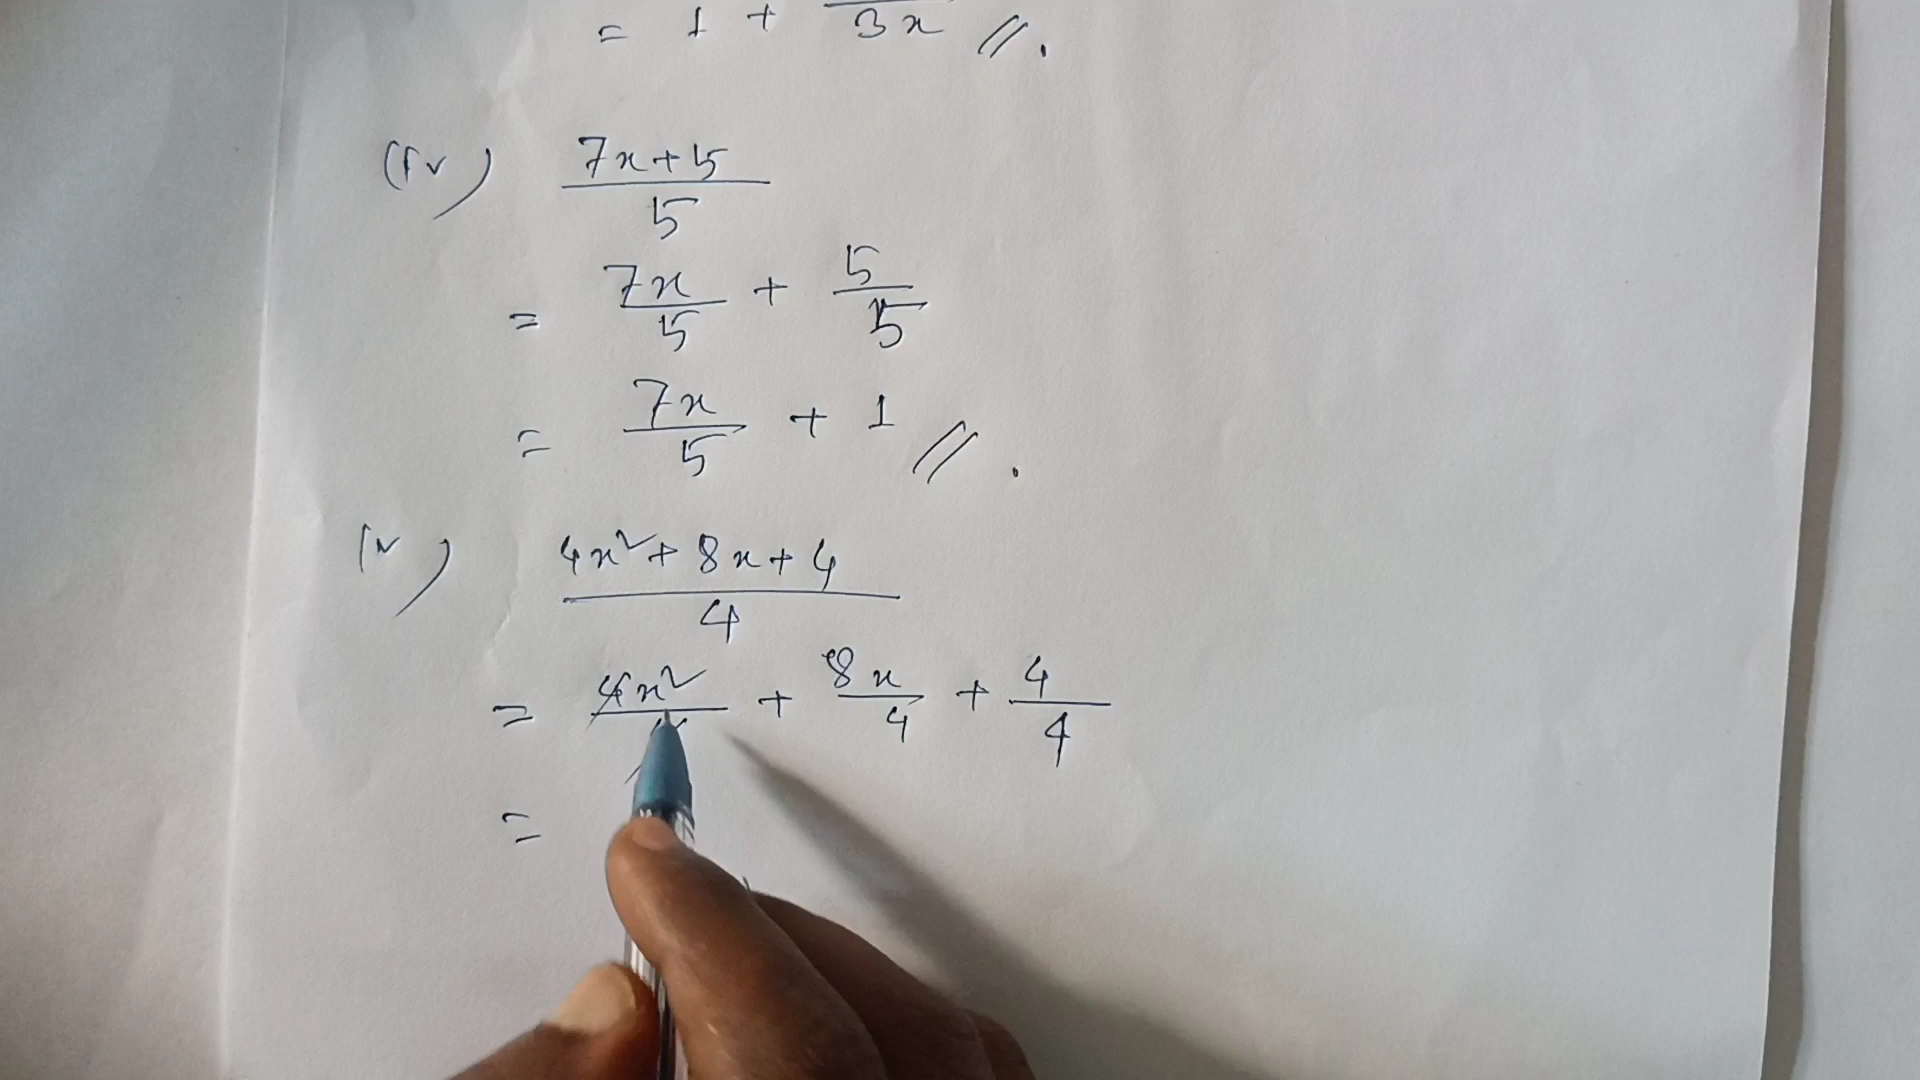 = 1 + /3x //.
(iv) (7x+5)/5
= 7x/5 + 5/5
= 7x/5 + 1 //.
(v) (4x²+8x+4)/4
= 4x²/4 + 8x/4 + 4/4
=